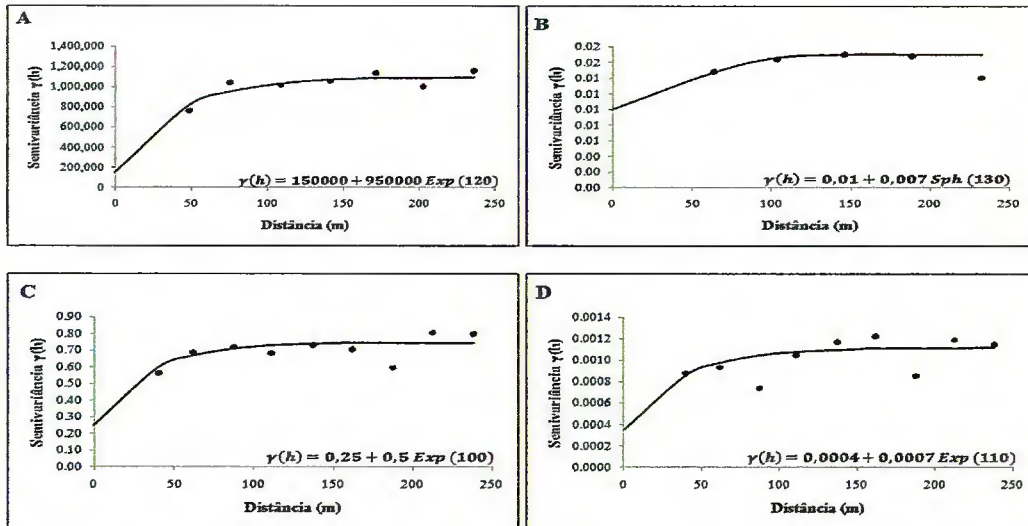 A
Semivariância γ(h)
1,400,000
1,200,000
1,000,000
800,000
600,000
400,000
200,000
0
γ(h) = 150000 + 950000 Exp (120)
0 50 100 150 200 250
Distância (m)
B
Semivariância γ(h)
0.02
0.02
0.01
0.01
0.01
0.01
0.01
0.00
0.00
0.00
γ(h) = 0,01 + 0,007 Sph (130)
0 50 100 150 200 250
Distância (m)
C
Semivariância γ(h)
0.90
0.80
0.70
0.60
0.50
0.40
0.30
0.20
0.10
0.00
γ(h) = 0,25 + 0,5 Exp (100)
0 50 100 150 200 250
Distância (m)
D
Semivariância γ(h)
0.0014
0.0012
0.0010
0.0008
0.0006
0.0004
0.0002
0.0000
γ(h) = 0,0004 + 0,0007 Exp (110)
0 50 100 150 200 250
Distância (m)